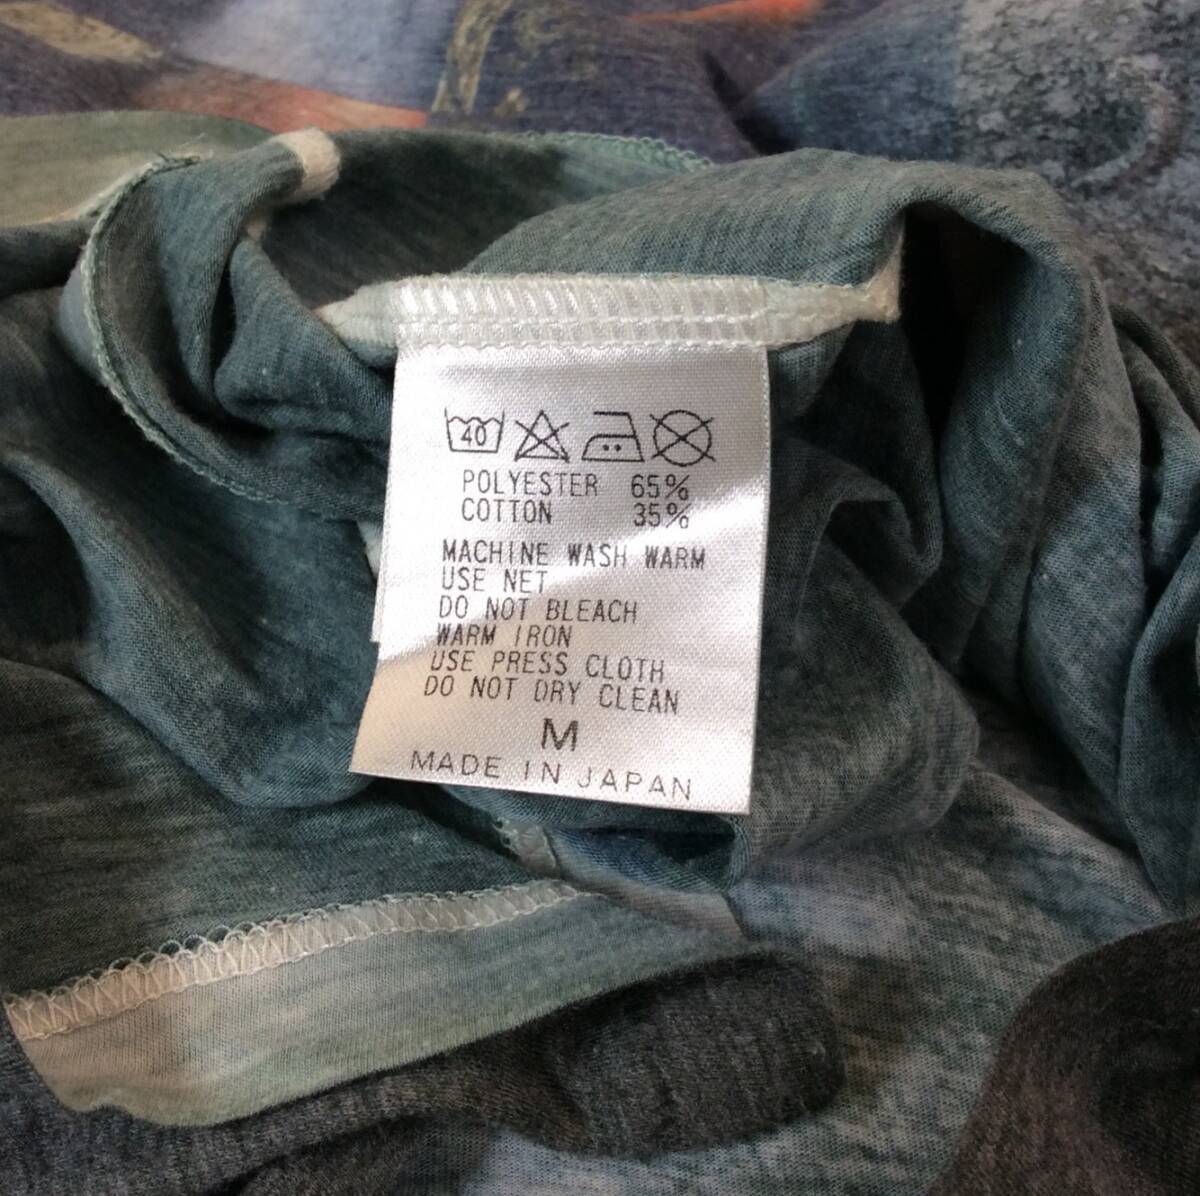 40
POLYESTER 65%
COTTON 35%
MACHINE WASH WARM
USE NET
DO NOT BLEACH
WARM IRON
USE PRESS CLOTH
DO NOT DRY CLEAN
M
MADE IN JAPAN